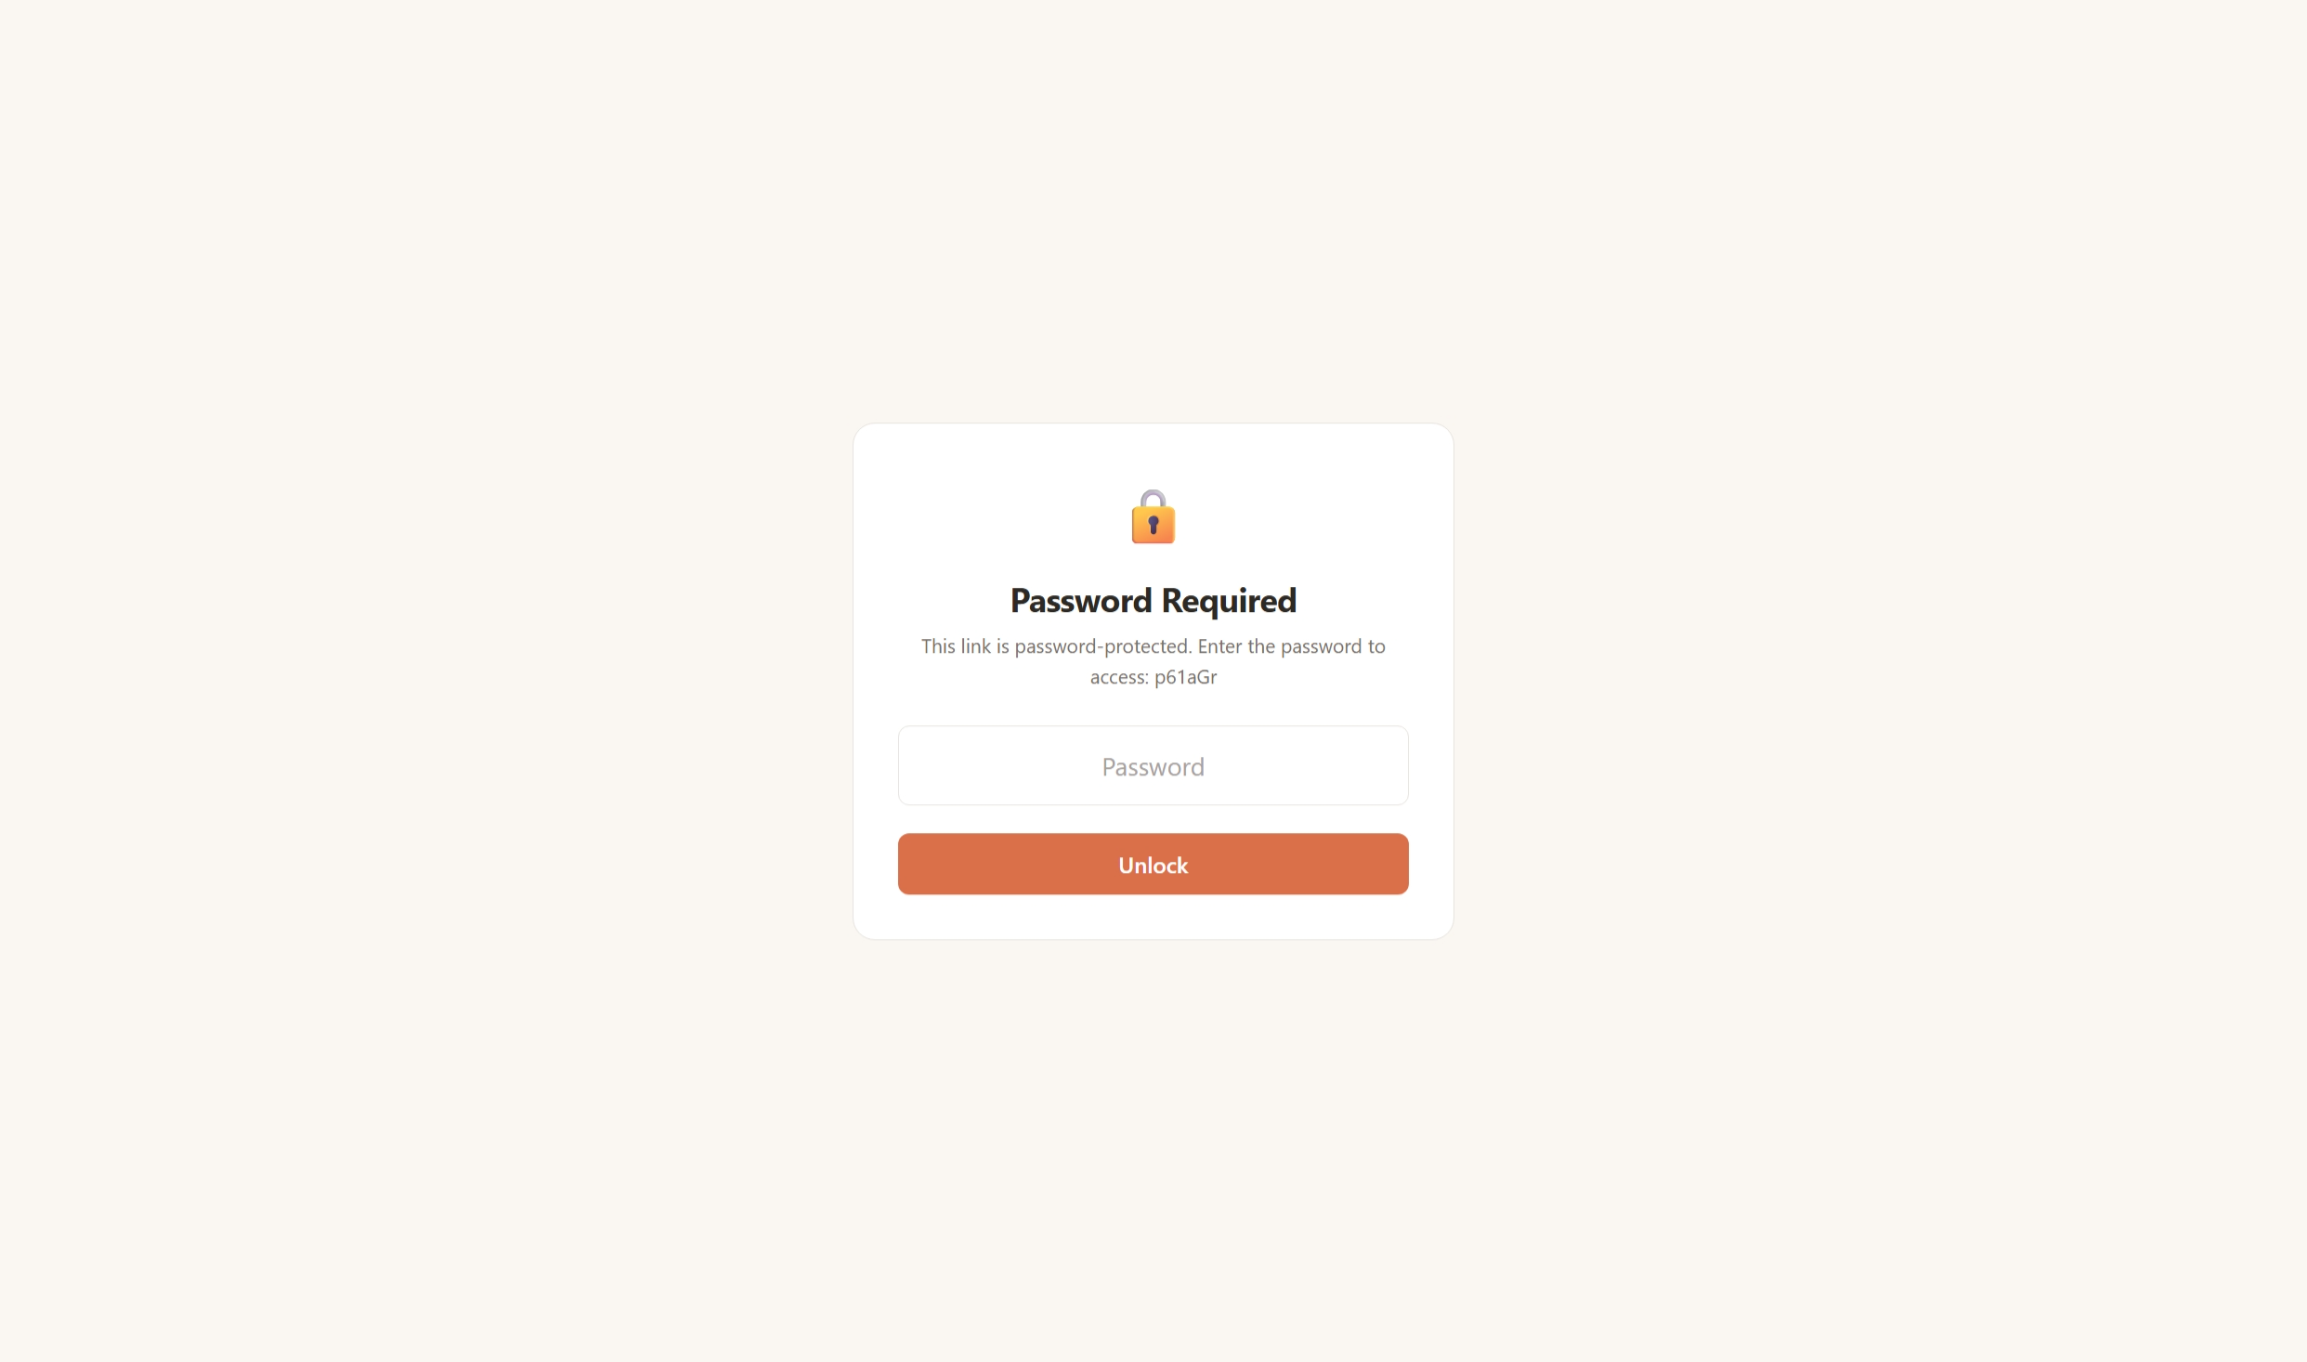 Password Required
This link is password-protected. Enter the password to
access: p61aGr
Password
Unlock